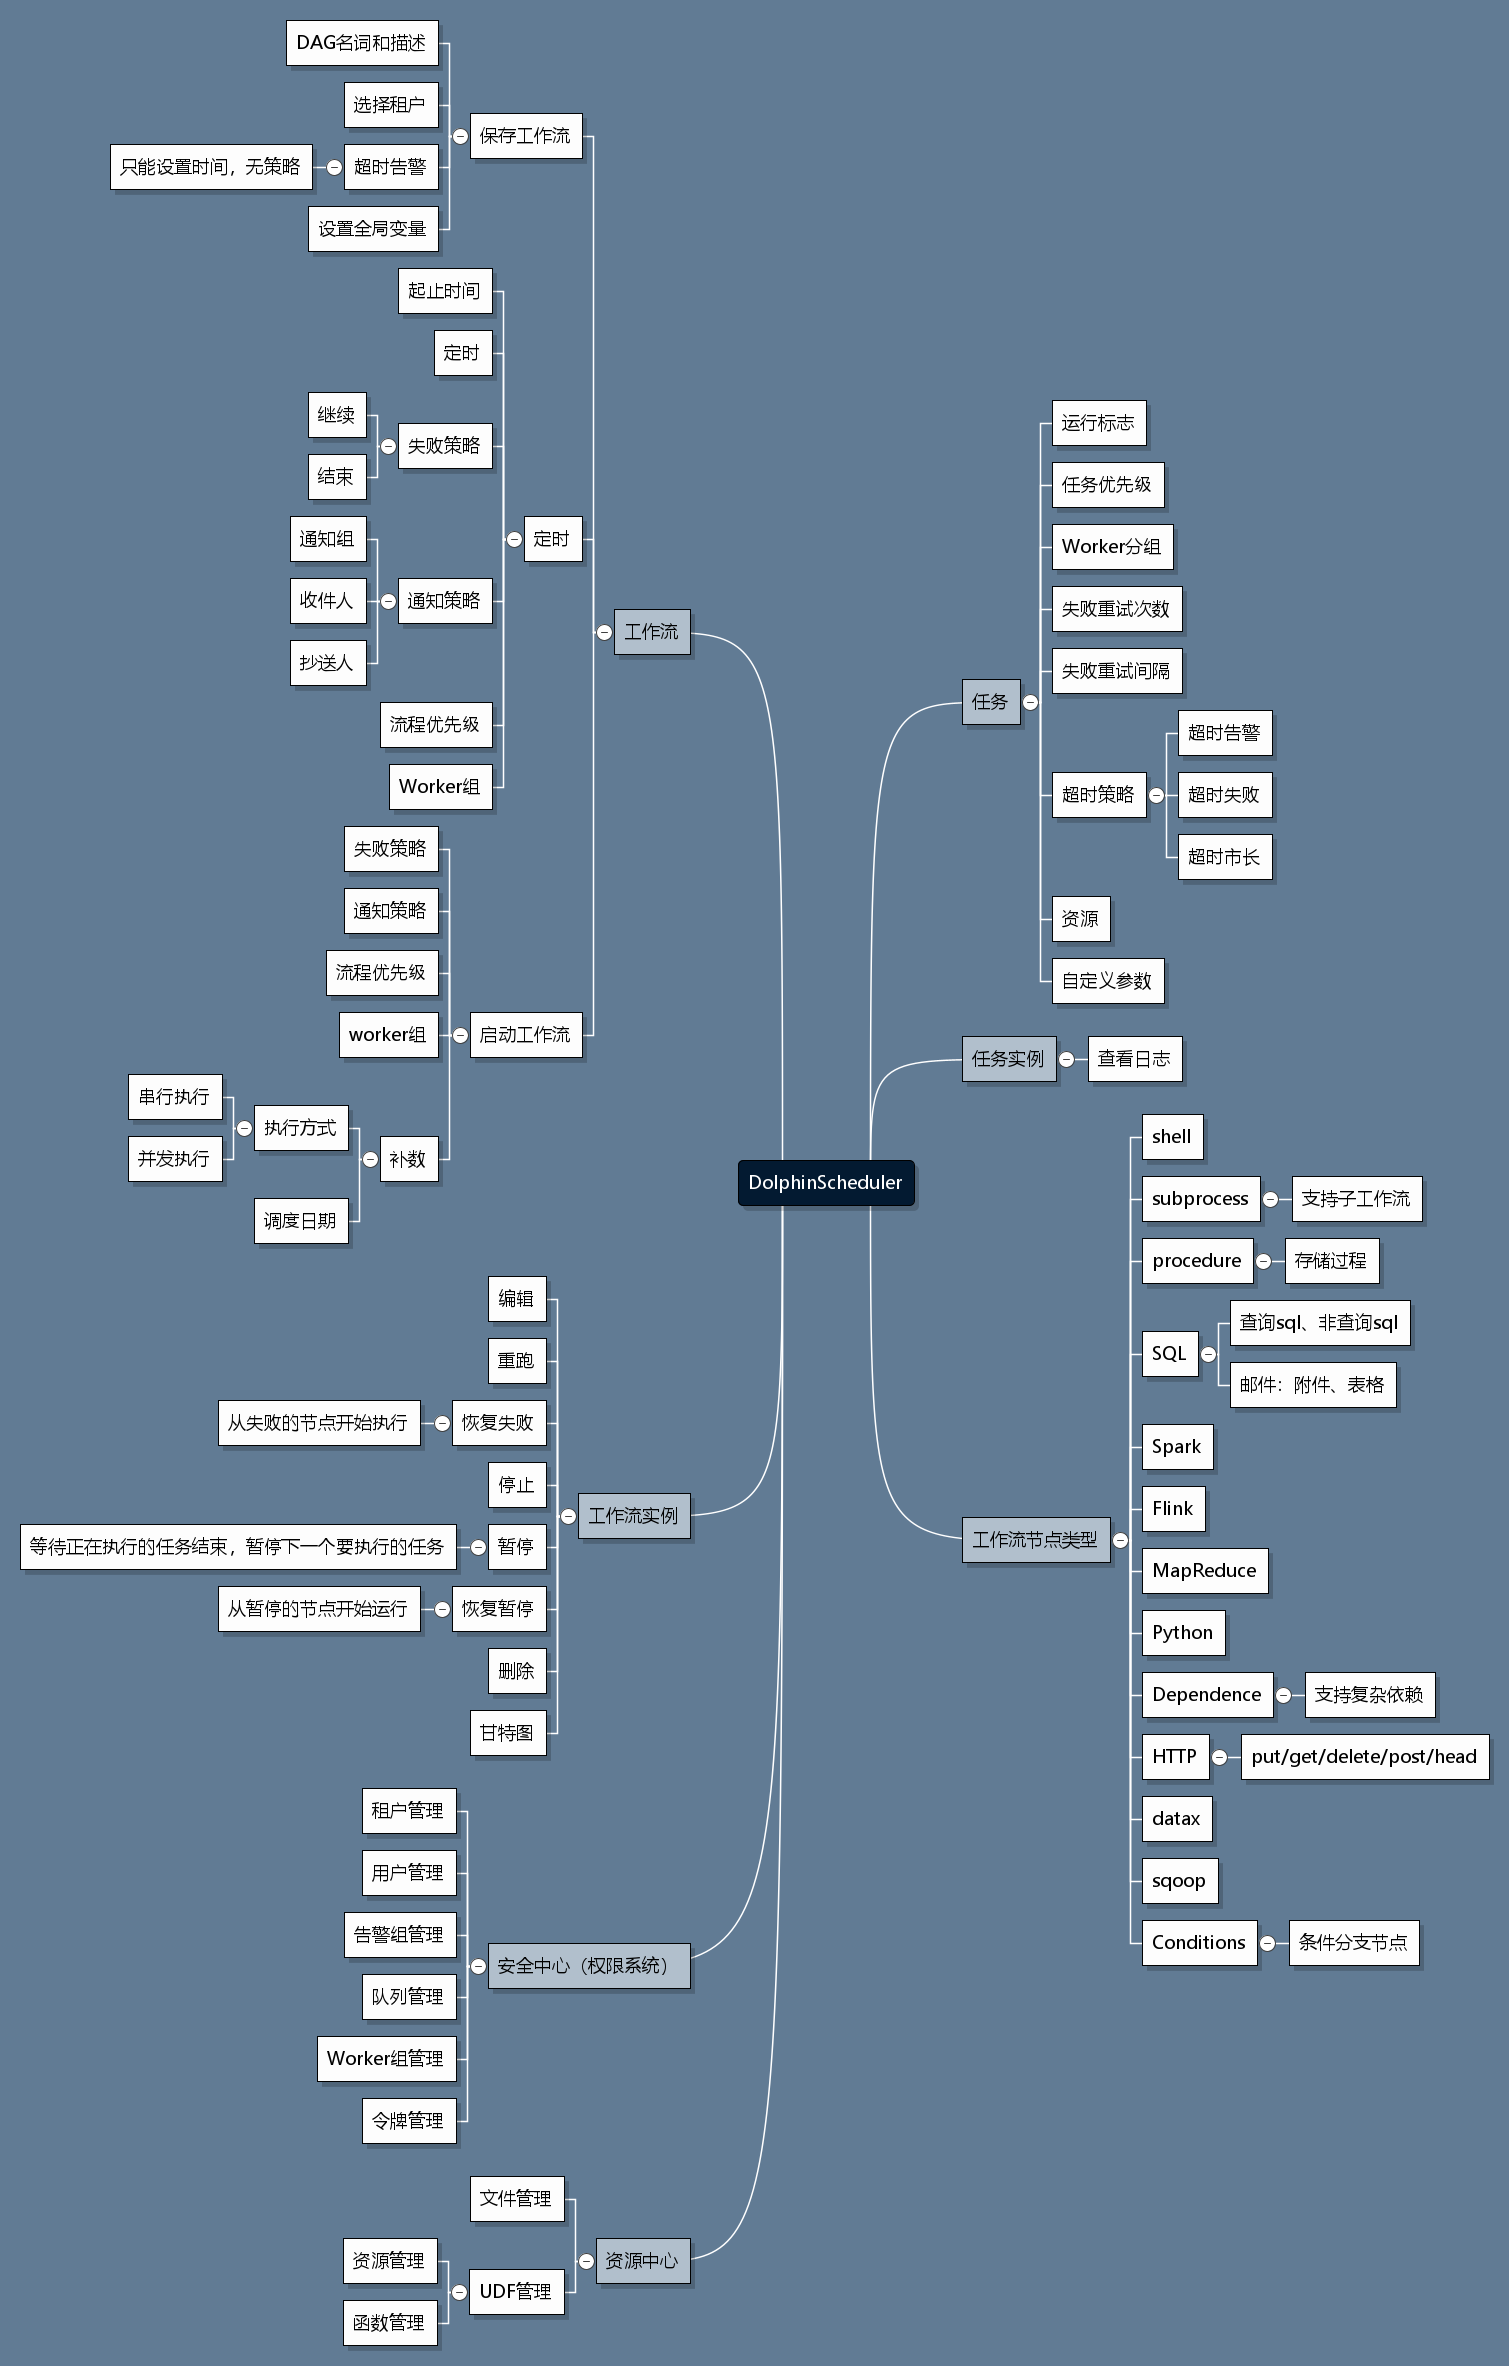 DolphinScheduler
工作流
保存工作流
DAG名词和描述
选择租户
超时告警
只能设置时间，无策略
设置全局变量
定时
起止时间
定时
失败策略
继续
结束
通知策略
通知组
收件人
抄送人
流程优先级
Worker组
启动工作流
失败策略
通知策略
流程优先级
worker组
补数
执行方式
串行执行
并发执行
调度日期
工作流实例
编辑
重跑
恢复失败
从失败的节点开始执行
停止
暂停
等待正在执行的任务结束，暂停下一个要执行的任务
恢复暂停
从暂停的节点开始运行
删除
甘特图
安全中心（权限系统）
租户管理
用户管理
告警组管理
队列管理
Worker组管理
令牌管理
资源中心
文件管理
UDF管理
资源管理
函数管理
任务
运行标志
任务优先级
Worker分组
失败重试次数
失败重试间隔
超时策略
超时告警
超时失败
超时市长
资源
自定义参数
任务实例
查看日志
工作流节点类型
shell
subprocess
支持子工作流
procedure
存储过程
SQL
查询sql、非查询sql
邮件：附件、表格
Spark
Flink
MapReduce
Python
Dependence
支持复杂依赖
HTTP
put/get/delete/post/head
datax
sqoop
Conditions
条件分支节点